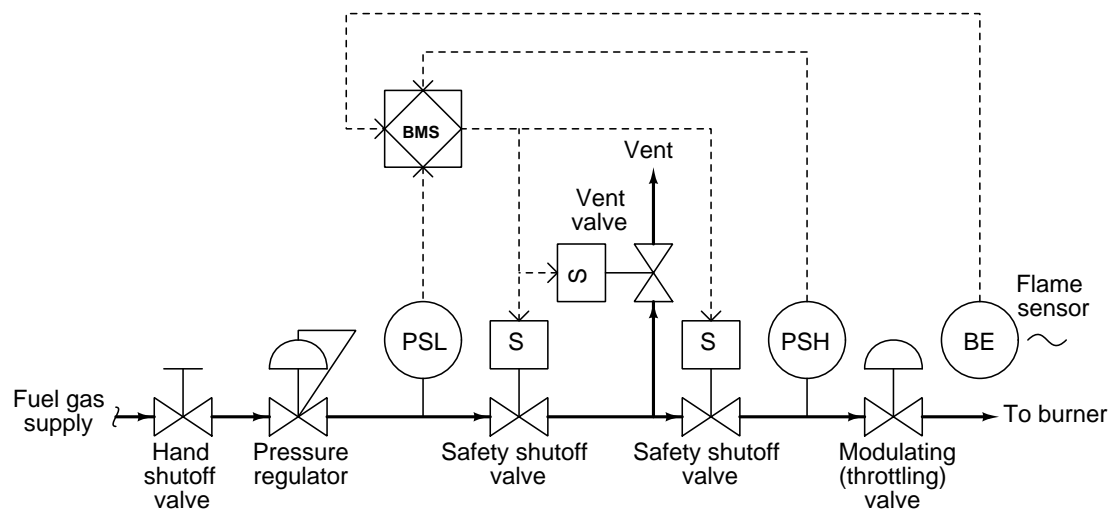 BMS
Vent
Vent
valve
S
Flame
sensor
PSL
S
S
PSH
BE
Fuel gas
supply
To burner
Hand
shutoff
valve
Pressure
regulator
Safety shutoff
valve
Safety shutoff
valve
Modulating
(throttling)
valve